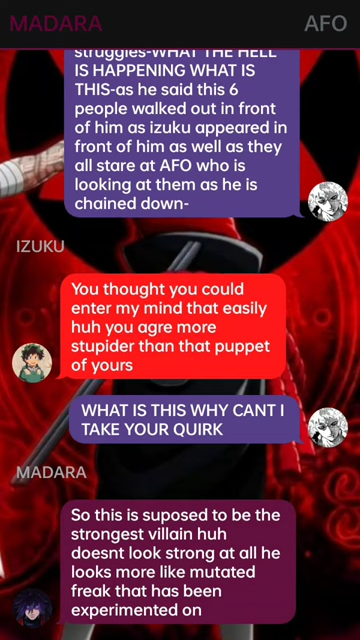 MADARA
AFO
struggles-WHAT THE HELL
IS HAPPENING WHAT IS
THIS-as he said this 6
people walked out in front
of him as izuku appeared in
front of him as well as they
all stare at AFO who is
looking at them as he is
chained down-
IZUKU
You thought you could
enter my mind that easily
huh you agre more
stupider than that puppet
of yours
WHAT IS THIS WHY CANT I
TAKE YOUR QUIRK
MADARA
So this is suposed to be the
strongest villain huh
doesnt look strong at all he
looks more like mutated
freak that has been
experimented on